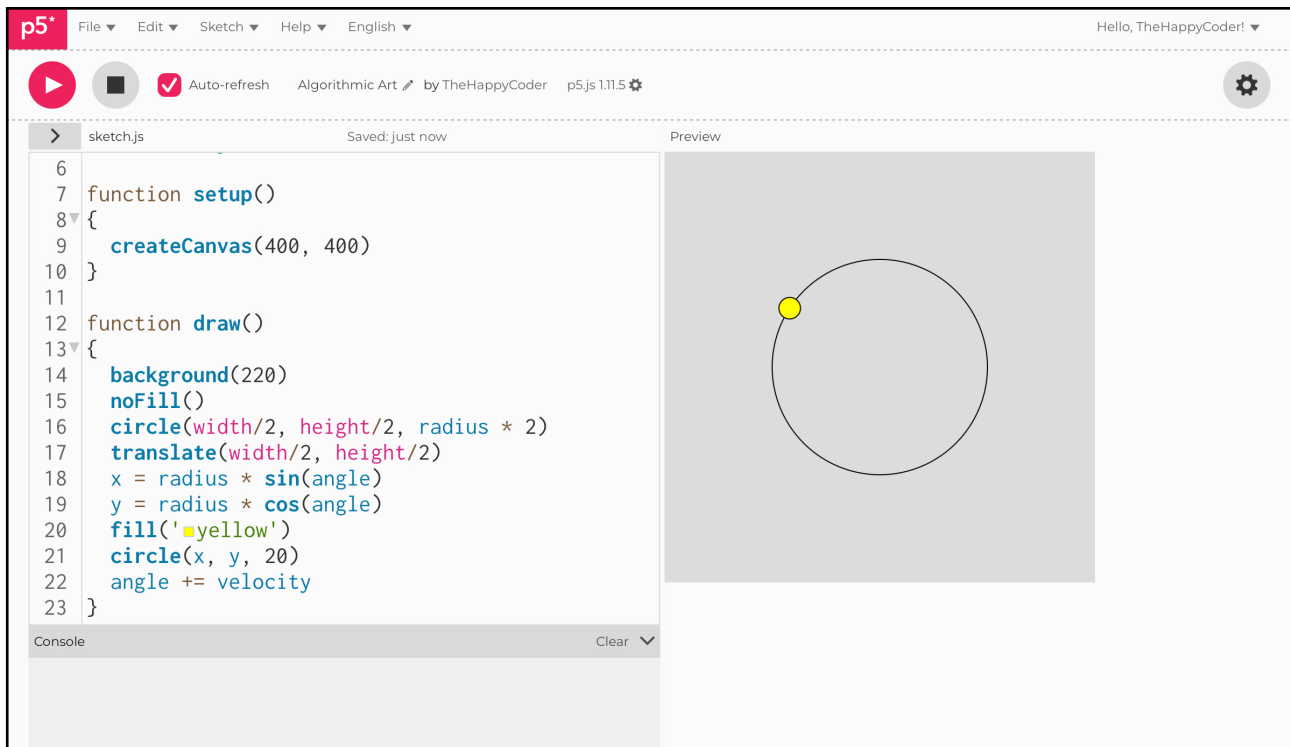 p5* File Edit Sketch Help English Hello, TheHappyCoder!
Auto-refresh Algorithmic Art by TheHappyCoder p5.js 1.11.5
sketch.js Saved: just now Preview
6
7 function setup()
8 {
9 createCanvas(400, 400)
10 }
11
12 function draw()
13 {
14 background(220)
15 noFill()
16 circle(width/2, height/2, radius * 2)
17 translate(width/2, height/2)
18 x = radius * sin(angle)
19 y = radius * cos(angle)
20 fill('yellow')
21 circle(x, y, 20)
22 angle += velocity
23 }
Console Clear